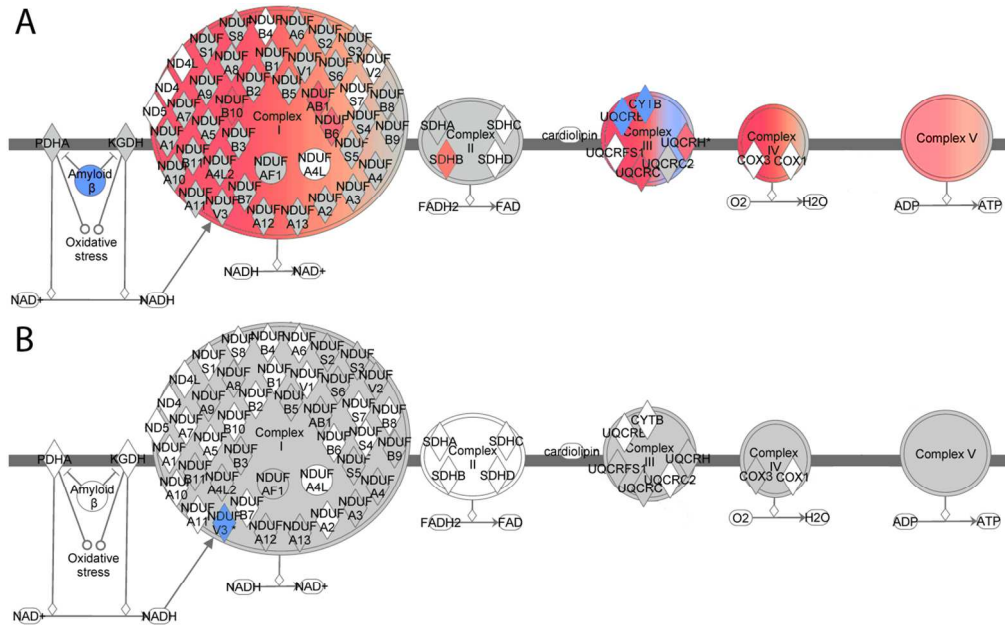 A
NDUF
S1
NDUF
S8
NDUF
B4
NDUF
A6
NDUF
S2
NDUF
S3
NDUF
V2
ND4L
NDUF
A8
NDUF
B1
NDUF
V1
NDUF
S6
ND4
NDUF
A9
NDUF
B2
NDUF
B5
NDUF
AB1
NDUF
S7
NDUF
B8
ND5
NDUF
A7
NDUF
B10
NDUF
A5
Complex
I
NDUF
B6
NDUF
S4
NDUF
B9
NDUF
A1
NDUF
B3
NDUF
S5
NDUF
B11
NDUF
A4L2
NDUF
AF1
NDUF
A4L
NDUF
A4
NDUF
A10
NDUF
A11
NDUF
V3
NDUF
B7
NDUF
A12
NDUF
A13
NDUF
A2
NDUF
A3
PDHA
KGDH
Amyloid
β
Oxidative
stress
NAD+
NADH
NADH
NAD+
SDHA
Complex
II
SDHC
SDHB
SDHD
FADH2
FAD
cardiolipin
CYTB
UQCRB
Complex
III
UQCRH*
UQCRFS1
UQCRC2
UQCRC
Complex
IV
COX3
COX1
O2
H2O
Complex V
ADP
ATP
B
NDUF
S1
NDUF
S8
NDUF
B4
NDUF
A6
NDUF
S2
NDUF
S3
NDUF
V2
ND4L
NDUF
A8
NDUF
B1
NDUF
V1
NDUF
S6
ND4
NDUF
A9
NDUF
B2
NDUF
B5
NDUF
AB1
NDUF
S7
NDUF
B8
ND5
NDUF
A7
NDUF
B10
NDUF
A5
Complex
I
NDUF
B6
NDUF
S4
NDUF
B9
NDUF
A1
NDUF
B3
NDUF
S5
NDUF
B11
NDUF
A4L2
NDUF
AF1
NDUF
A4L
NDUF
A4
NDUF
A10
NDUF
A11
NDUF
V3 *
NDUF
B7
NDUF
A12
NDUF
A13
NDUF
A2
NDUF
A3
PDHA
KGDH
Amyloid
β
Oxidative
stress
NAD+
NADH
NADH
NAD+
SDHA
Complex
II
SDHC
SDHB
SDHD
FADH2
FAD
cardiolipin
CYTB
UQCRB
Complex
III
UQCRH
UQCRFS1
UQCRC2
UQCRC
Complex
IV
COX3
COX1
O2
H2O
Complex V
ADP
ATP